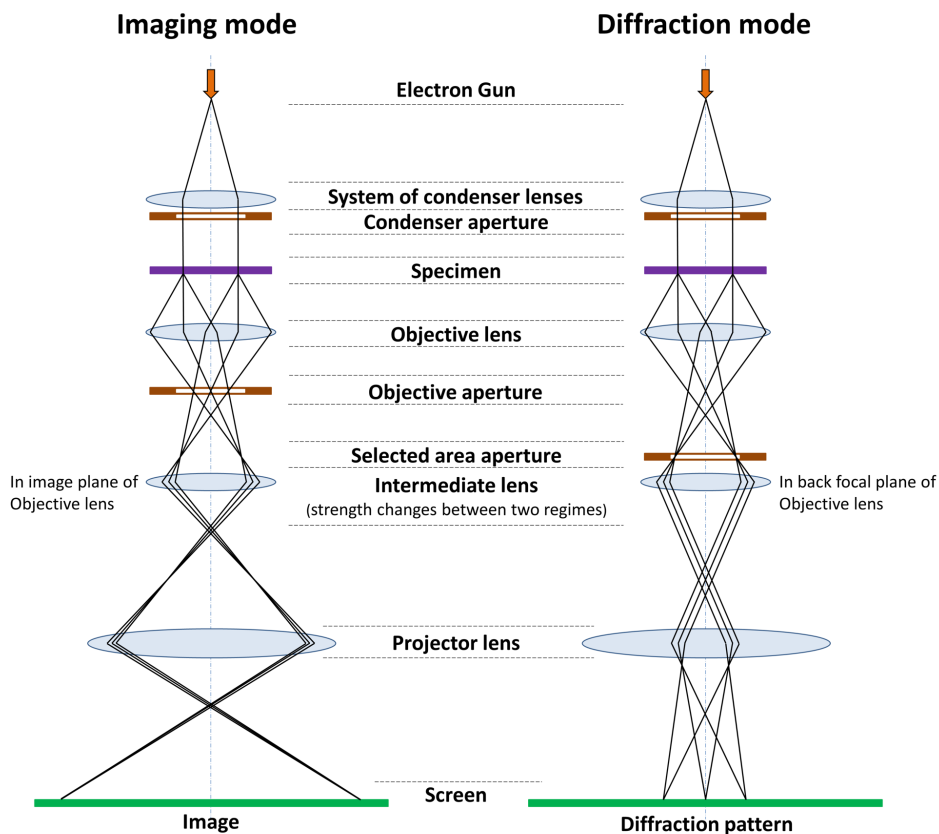 Imaging mode
Diffraction mode
Electron Gun
System of condenser lenses
Condenser aperture
Specimen
Objective lens
Objective aperture
Selected area aperture
In image plane of
Objective lens
Intermediate lens
(strength changes between two regimes)
In back focal plane of
Objective lens
Projector lens
Screen
Image
Diffraction pattern